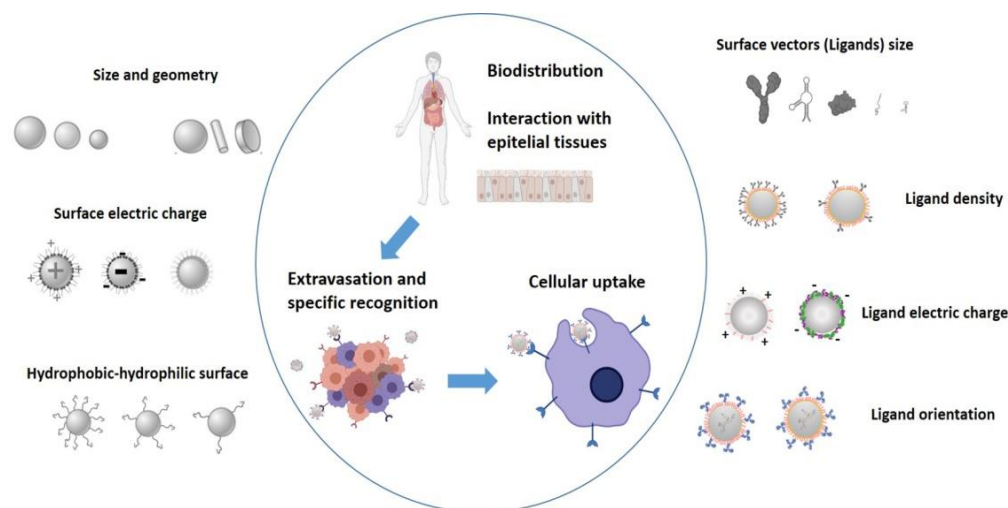 Size and geometry
Surface electric charge
+ + + + +
-
- - -
Hydrophobic-hydrophilic surface
Biodistribution
Interaction with
epitelial tissues
Extravasation and
specific recognition
Cellular uptake
Surface vectors (Ligands) size
Ligand density
Ligand electric charge
+ + + +
- - - -
Ligand orientation